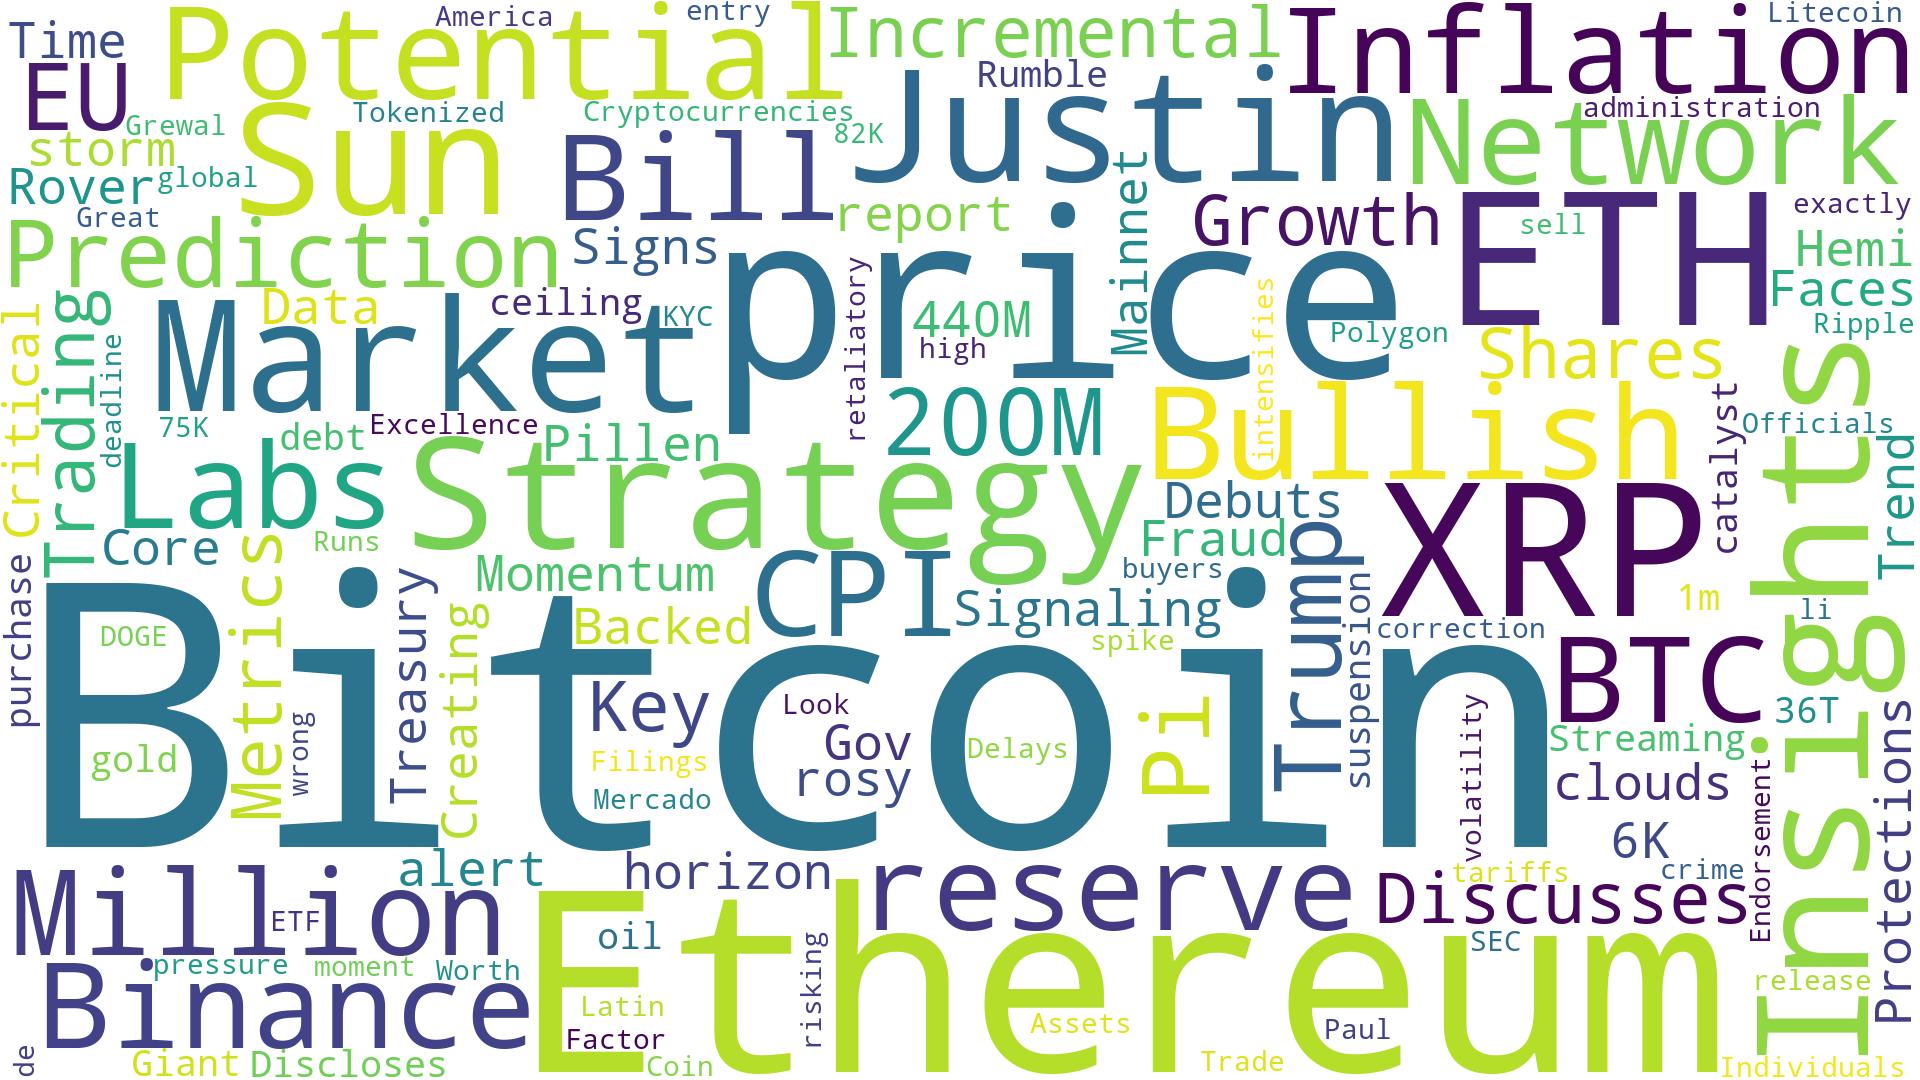 America
entry
Litecoin
Time
Potential
Incremental
Inflation
EU
Rumble
Justin
Grewal
Tokenized
Cryptocurrencies
82K
administration
Network
storm
Sun
Bill
Rover
global
Mainnet
Great
report
Growth
ETH
sell
exactly
Prediction
Signs
price
Hemi
Faces
Critical
Trading
deadline
Market
Data
ceiling
KYC
retaliatory
440M
high
intensifies
Polygon
Ripple
Shares
75K
debt
Excellence
Pillen
200M
Bullish
catalyst
Officials
Insights
Trend
Labs
Strategy
Core
Runs
Debuts
Fraud
XRP
purchase
Metrics
Treasury
Creating
Momentum
CPI
buyers
Signaling
Trump
suspension
1m
li
DOGE
Backed
spike
correction
BTC
Bitcoin
gold
wrong
Key
Look
Gov
rosy
Filings
Mercado
Delays
Pi
volatility
36T
Streaming
clouds
Endorsement
Protections
6K
alert
horizon
reserve
tariffs
crime
Discusses
Million
ETF
oil
SEC
pressure
moment
Worth
risking
Ethereum
release
Binance
Latin
Factor
Assets
Paul
de
Giant
Discloses
Coin
Trade
Individuals